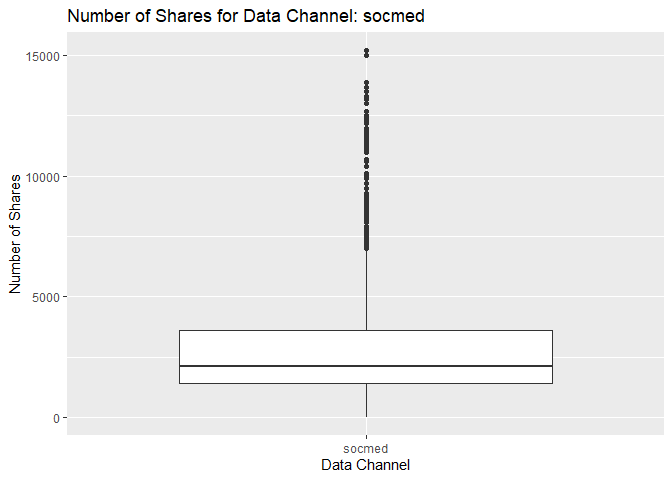 Number of Shares for Data Channel: socmed
Number of Shares
15000
10000
5000
0
socmed
Data Channel